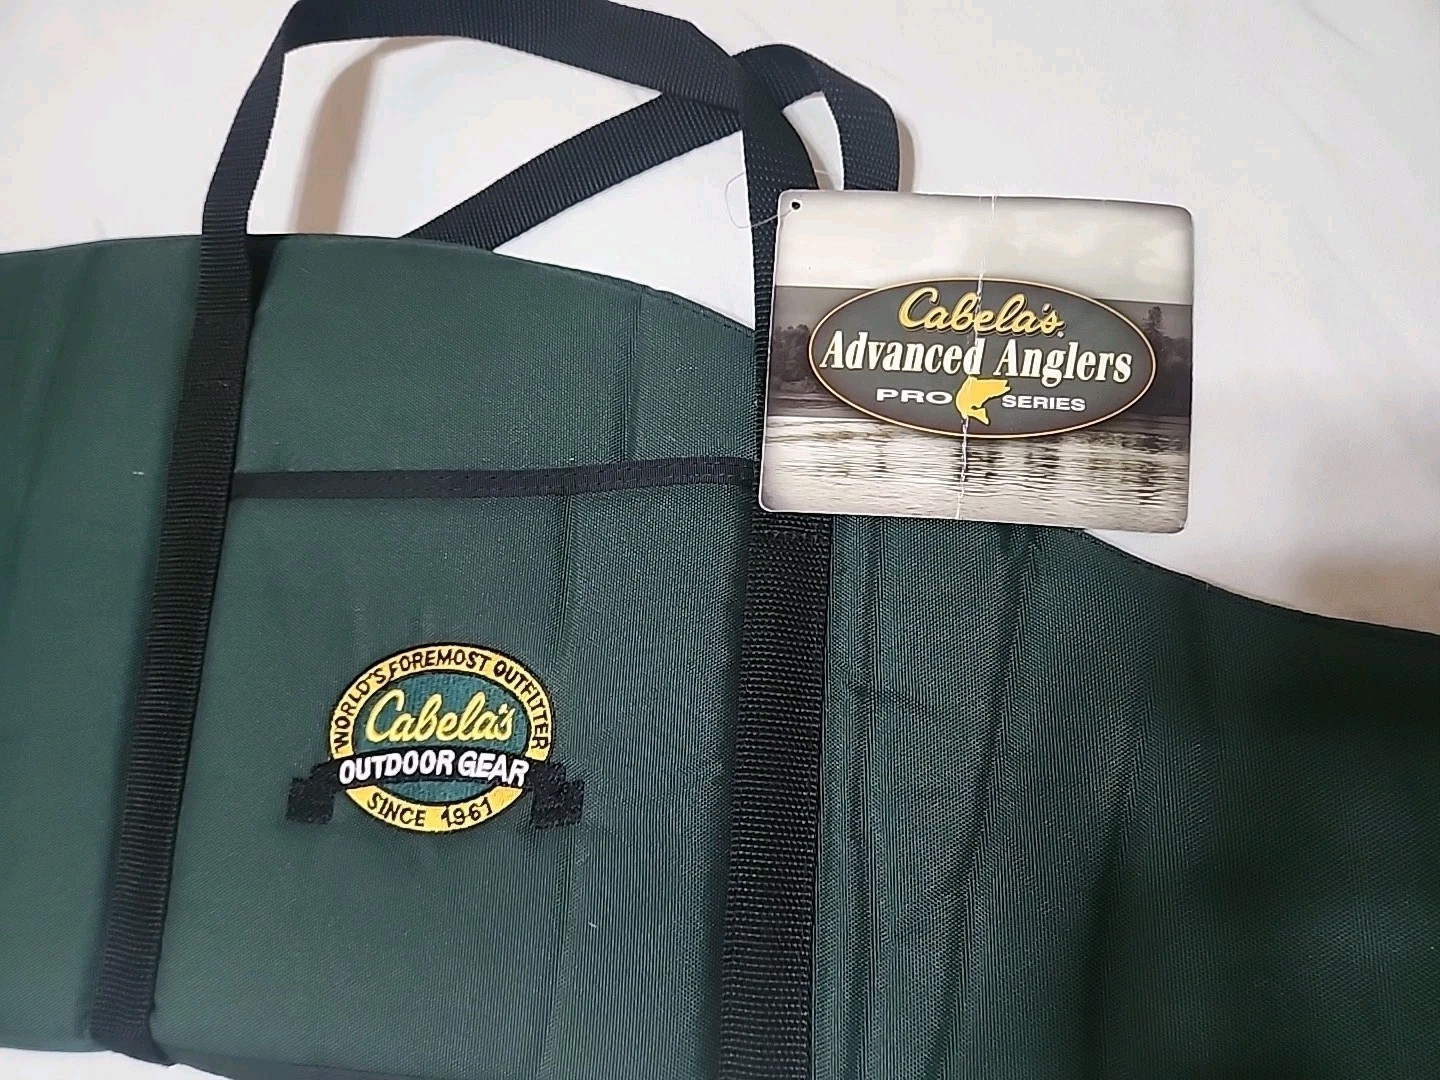 Cabela's®
Advanced Anglers
PRO SERIES
WORLD'S FOREMOST OUTFITTER
Cabela's
OUTDOOR GEAR
SINCE 1961